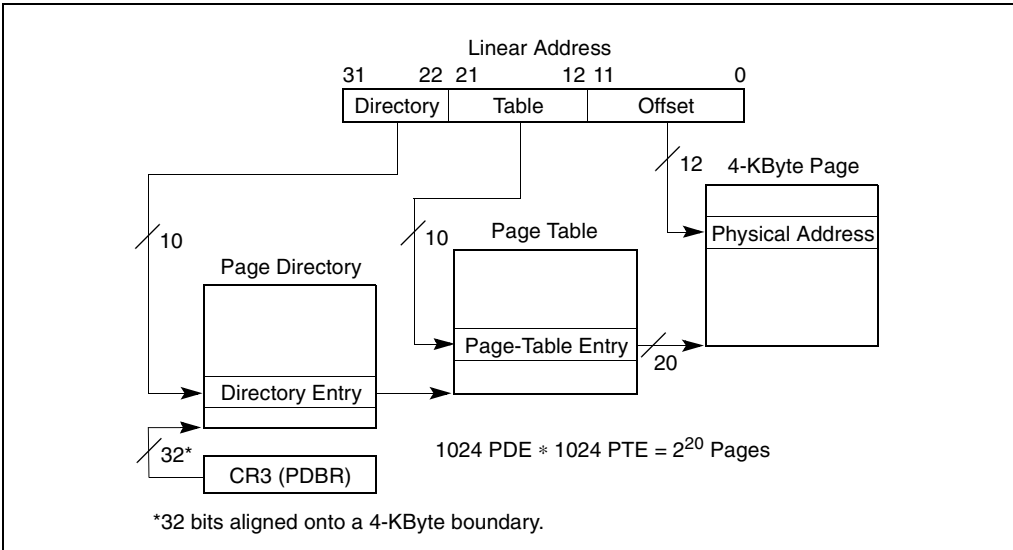 Linear Address
31 22 21 12 11 0
Directory Table Offset
12
4-KByte Page
Physical Address
10
10
Page Table
Page Directory
Page-Table Entry
20
Directory Entry
32*
1024 PDE * 1024 PTE = 2^20 Pages
CR3 (PDBR)
*32 bits aligned onto a 4-KByte boundary.